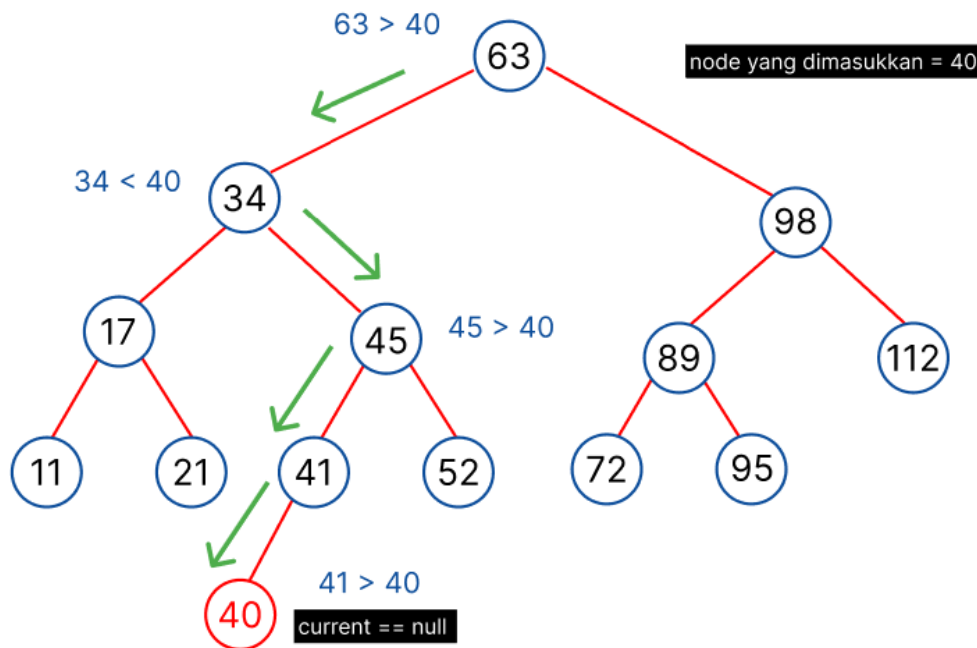 63 > 40
63
node yang dimasukkan = 40
34 < 40
34
98
17
45
45 > 40
89
112
11
21
41
52
72
95
41 > 40
40
current == null